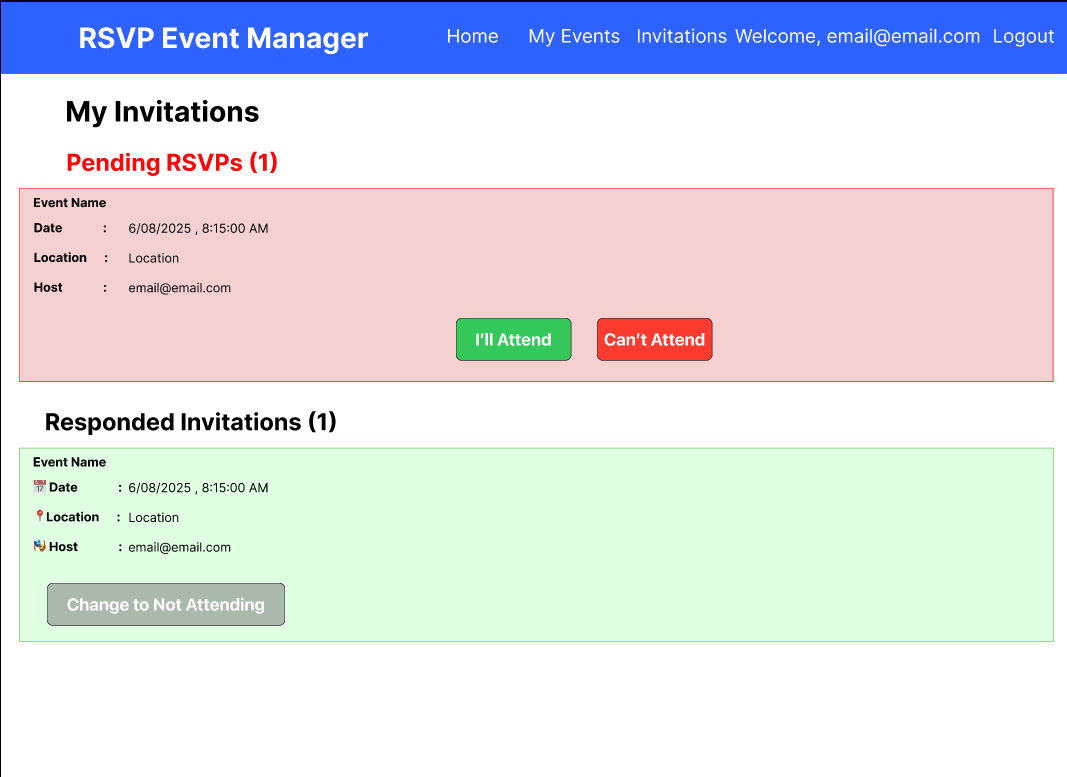 RSVP Event Manager Home My Events Invitations Welcome, email@email.com Logout
My Invitations
Pending RSVPs (1)
Event Name
Date : 6/08/2025 , 8:15:00 AM
Location : Location
Host : email@email.com
I'll Attend Can't Attend
Responded Invitations (1)
Event Name
📅 Date : 6/08/2025 , 8:15:00 AM
📍Location : Location
Host : email@email.com
Change to Not Attending